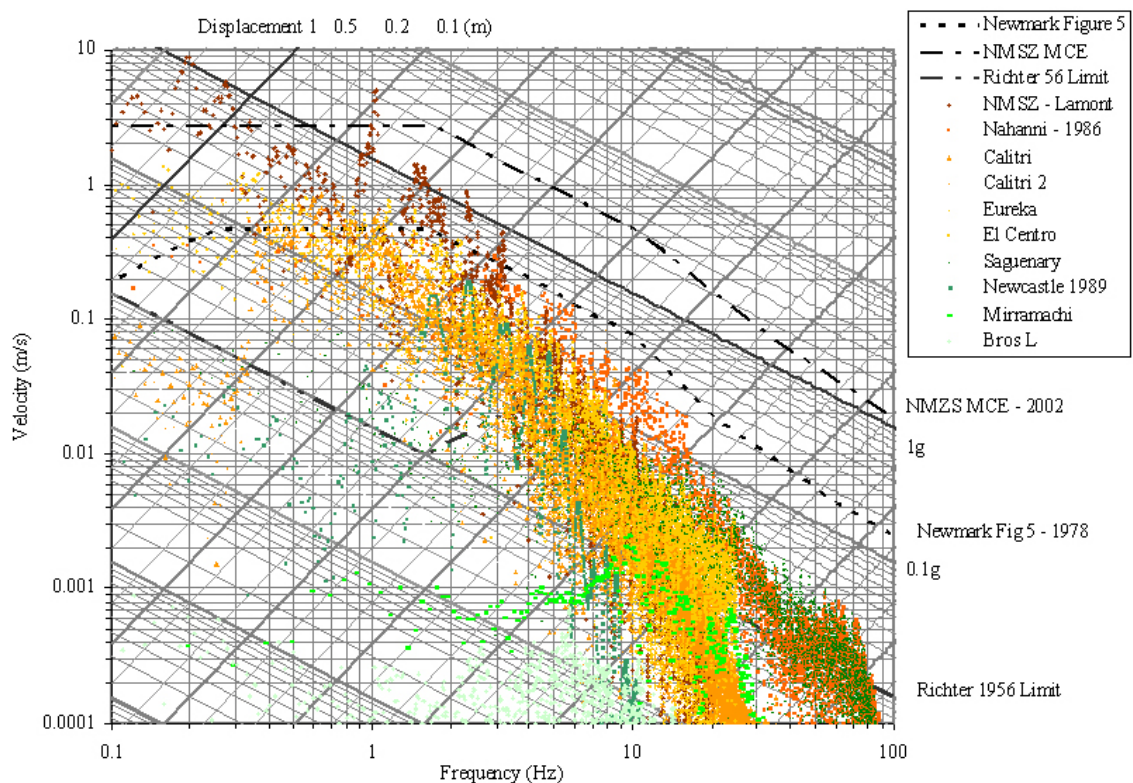 Displacement 1 0.5 0.2 0.1 (m)
10
1
0.1
0.01
0.001
0.0001
Velocity (m/s)
0.1 1 10 100
Frequency (Hz)
Newmark Figure 5
NMSZ MCE
Richter 56 Limit
NMSZ - Lamont
Nahanni - 1986
Calitri
Calitri 2
Eureka
El Centro
Saguenary
Newcastle 1989
Mirramachi
Bros L
NMZS MCE - 2002
1g
Newmark Fig 5 - 1978
0.1g
Richter 1956 Limit